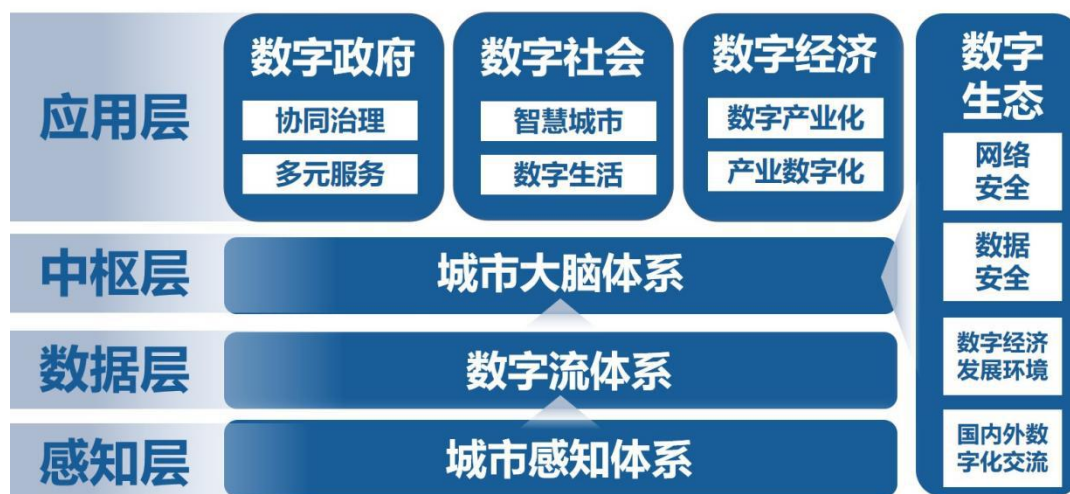 应用层
数字政府
协同治理
多元服务
数字社会
智慧城市
数字生活
数字经济
数字产业化
产业数字化
中枢层
城市大脑体系
数据层
数字流体系
感知层
城市感知体系
数字
生态
网络
安全
数据
安全
数字经济
发展环境
国内外数
字化交流